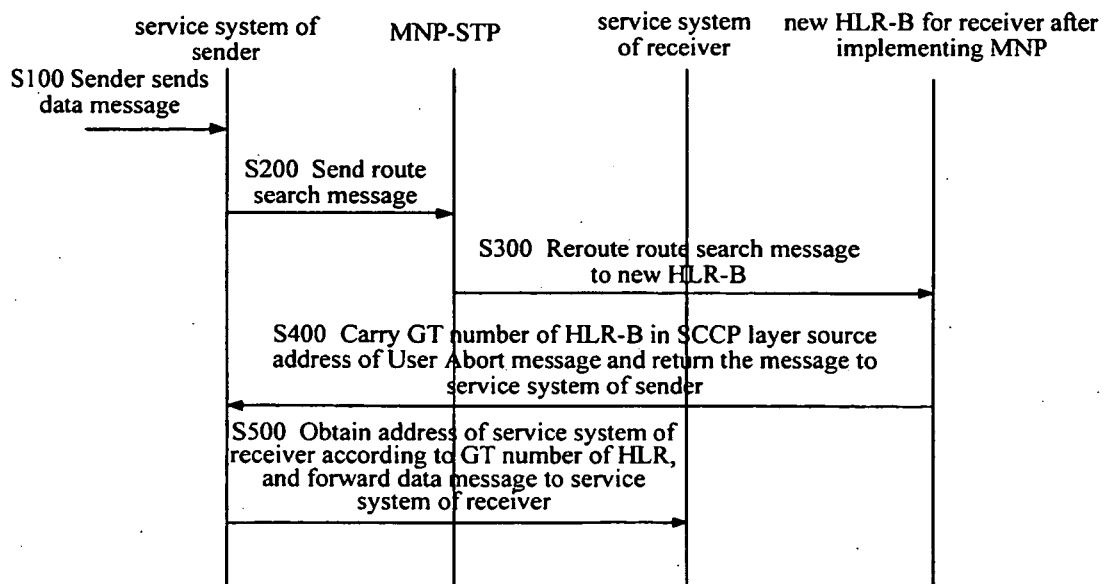 service system of
sender
MNP-STP
service system
of receiver
new HLR-B for receiver after
implementing MNP
S100 Sender sends
data message
S200 Send route
search message
S300 Reroute route search message
to new HLR-B
S400 Carry GT number of HLR-B in SCCP layer source
address of User Abort message and return the message to
service system of sender
S500 Obtain address of service system of
receiver according to GT number of HLR,
and forward data message to service
system of receiver